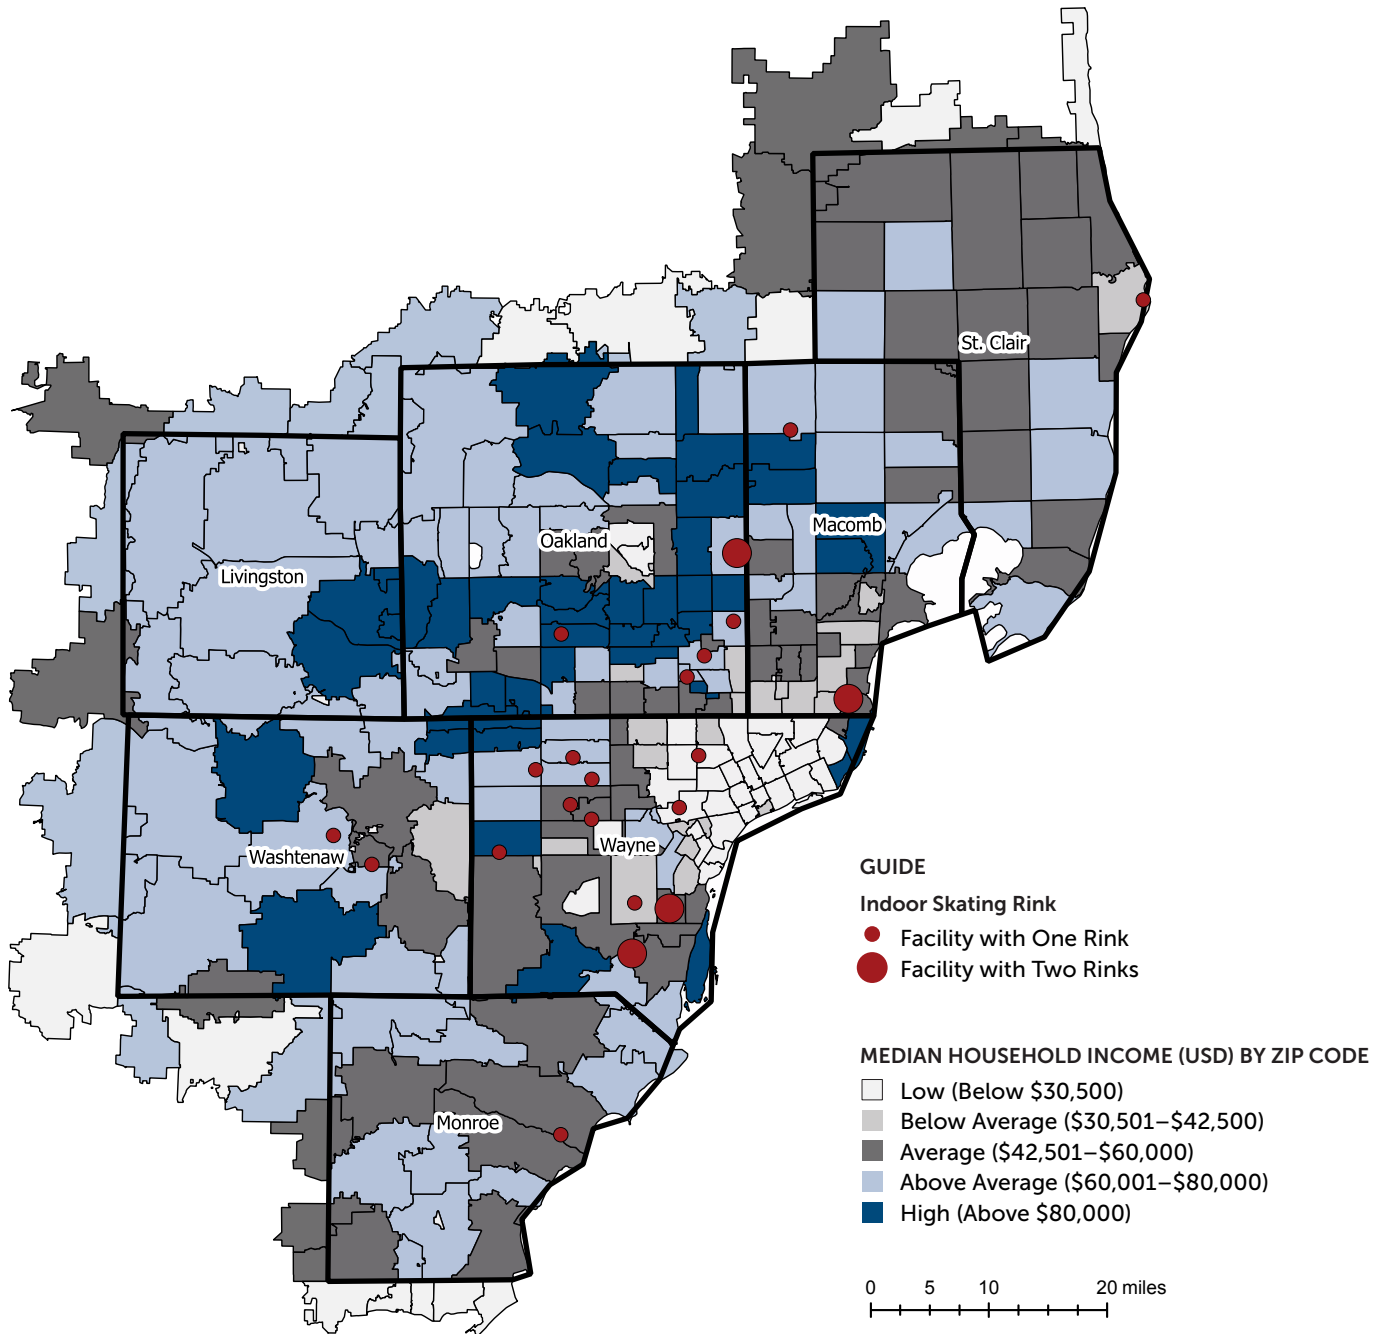 St. Clair
Macomb
Oakland
Livingston
Wayne
Washtenaw
Monroe
GUIDE
Indoor Skating Rink
Facility with One Rink
Facility with Two Rinks
MEDIAN HOUSEHOLD INCOME (USD) BY ZIP CODE
Low (Below $30,500)
Below Average ($30,501–$42,500)
Average ($42,501–$60,000)
Above Average ($60,001–$80,000)
High (Above $80,000)
0 5 10 20 miles